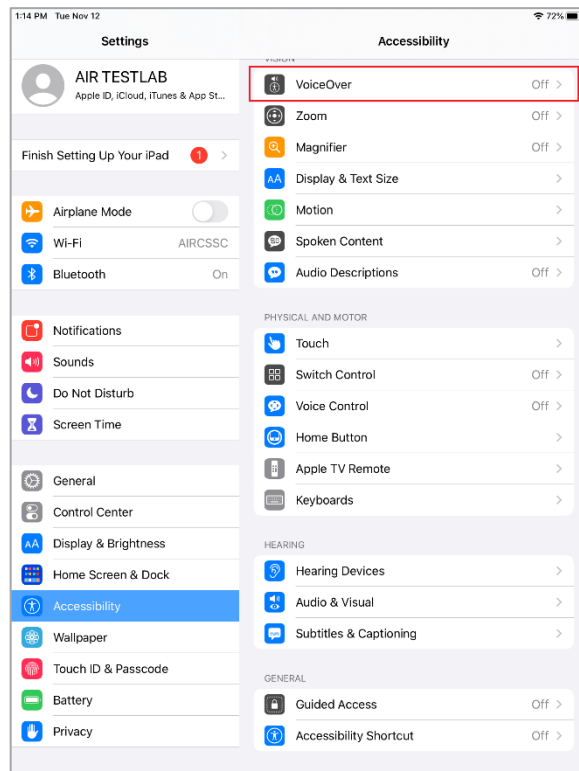 1:14 PM Tue Nov 12
72%
Settings
Accessibility
AIR TESTLAB
Apple ID, iCloud, iTunes & App St...
Finish Setting Up Your iPad 1
Airplane Mode
Wi-Fi AIRCSSC
Bluetooth On
Notifications
Sounds
Do Not Disturb
Screen Time
General
Control Center
AA Display & Brightness
Home Screen & Dock
Accessibility
Wallpaper
Touch ID & Passcode
Battery
Privacy
VISION
VoiceOver Off
Zoom Off
Magnifier Off
AA Display & Text Size
Motion
Spoken Content
Audio Descriptions Off
PHYSICAL AND MOTOR
Touch
Switch Control Off
Voice Control Off
Home Button
Apple TV Remote
Keyboards
HEARING
Hearing Devices
Audio & Visual
Subtitles & Captioning
GENERAL
Guided Access Off
Accessibility Shortcut Off